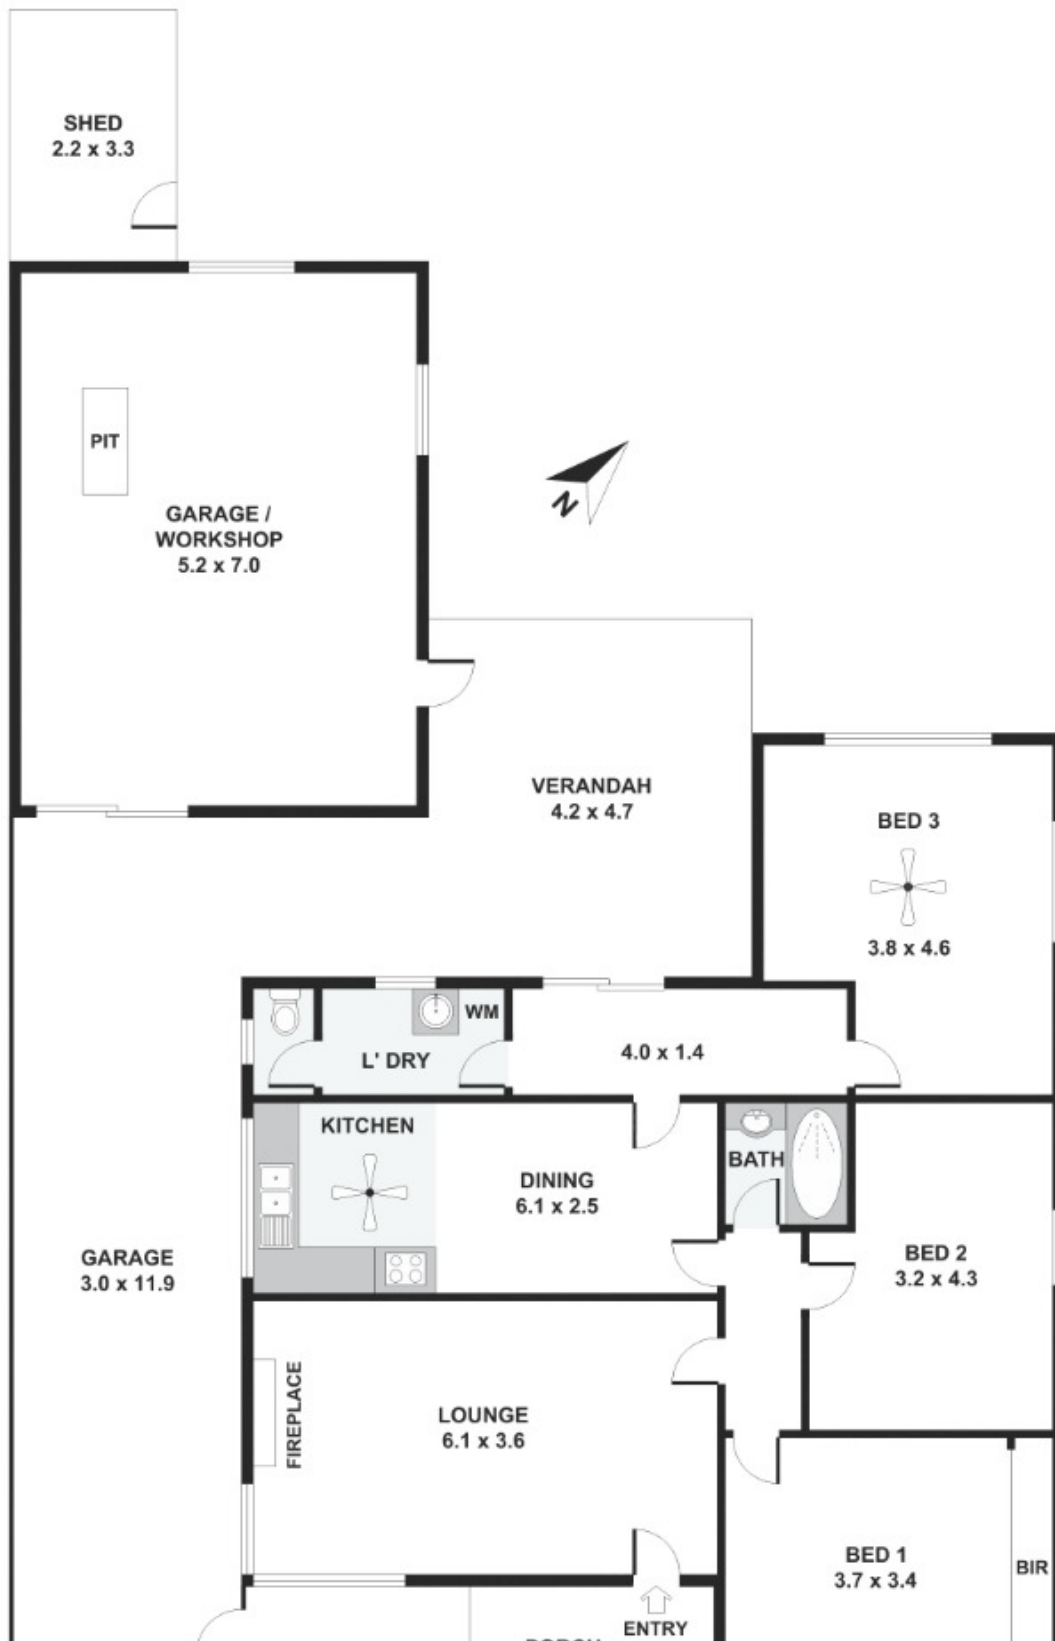 SHED
2.2 x 3.3
PIT
GARAGE /
WORKSHOP
5.2 x 7.0
N
VERANDAH
4.2 x 4.7
BED 3
3.8 x 4.6
WM
L' DRY
4.0 x 1.4
KITCHEN
DINING
6.1 x 2.5
BATH
GARAGE
3.0 x 11.9
BED 2
3.2 x 4.3
FIREPLACE
LOUNGE
6.1 x 3.6
BED 1
3.7 x 3.4
BIR
ENTRY